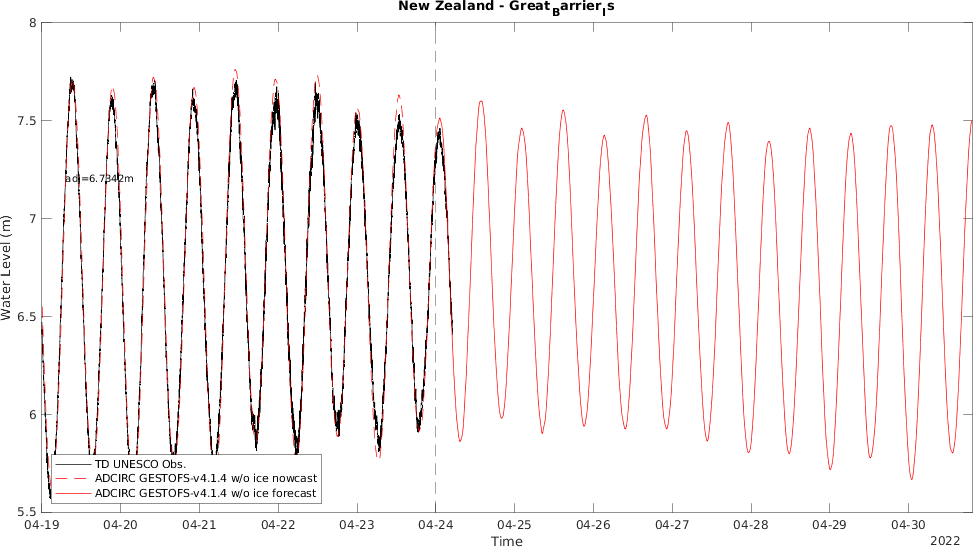 New Zealand - Great_Barrier_Is
8
7.5
adj=6.7342m
7
Water Level (m)
6.5
6
TD UNESCO Obs.
ADCIRC GESTOFS-v4.1.4 w/o ice nowcast
ADCIRC GESTOFS-v4.1.4 w/o ice forecast
5.5
04-19 04-20 04-21 04-22 04-23 04-24 04-25 04-26 04-27 04-28 04-29 04-30
Time
2022